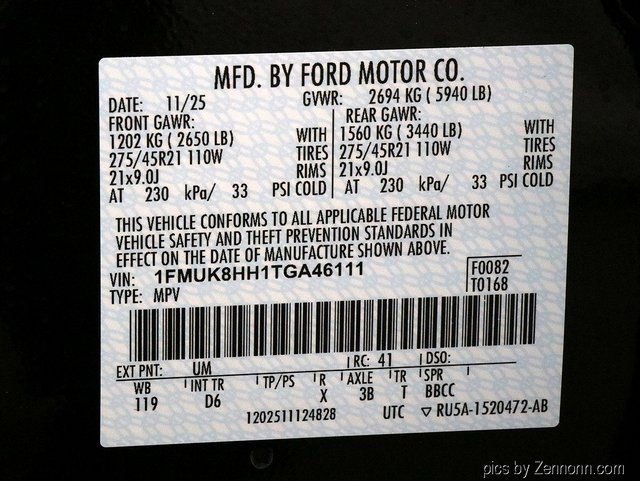 MFD. BY FORD MOTOR CO.
DATE: 11/25 GVWR: 2694 KG ( 5940 LB)
FRONT GAWR: REAR GAWR:
1202 KG ( 2650 LB) WITH 1560 KG ( 3440 LB) WITH
275/45R21 110W TIRES 275/45R21 110W TIRES
21x9.0J RIMS 21x9.0J RIMS
AT 230 kPa/ 33 PSI COLD AT 230 kPa/ 33 PSI COLD
THIS VEHICLE CONFORMS TO ALL APPLICABLE FEDERAL MOTOR
VEHICLE SAFETY AND THEFT PREVENTION STANDARDS IN
EFFECT ON THE DATE OF MANUFACTURE SHOWN ABOVE.
VIN: 1FMUK8HH1TGA46111 F0082
TYPE: MPV T0168
EXT PNT: UM RC: 41 DSO:
WB INT TR TP/PS R AXLE TR SPR
119 D6 X 3B T BBCC
1202511124828 UTC ▽ RU5A-1520472-AB
pics by Zennonn.com